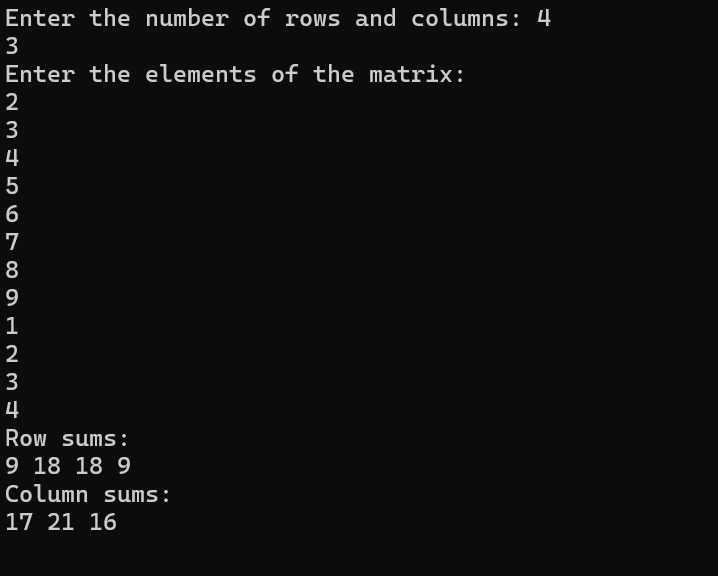 Enter the number of rows and columns: 4
3
Enter the elements of the matrix:
2
3
4
5
6
7
8
9
1
2
3
4
Row sums:
9 18 18 9
Column sums:
17 21 16